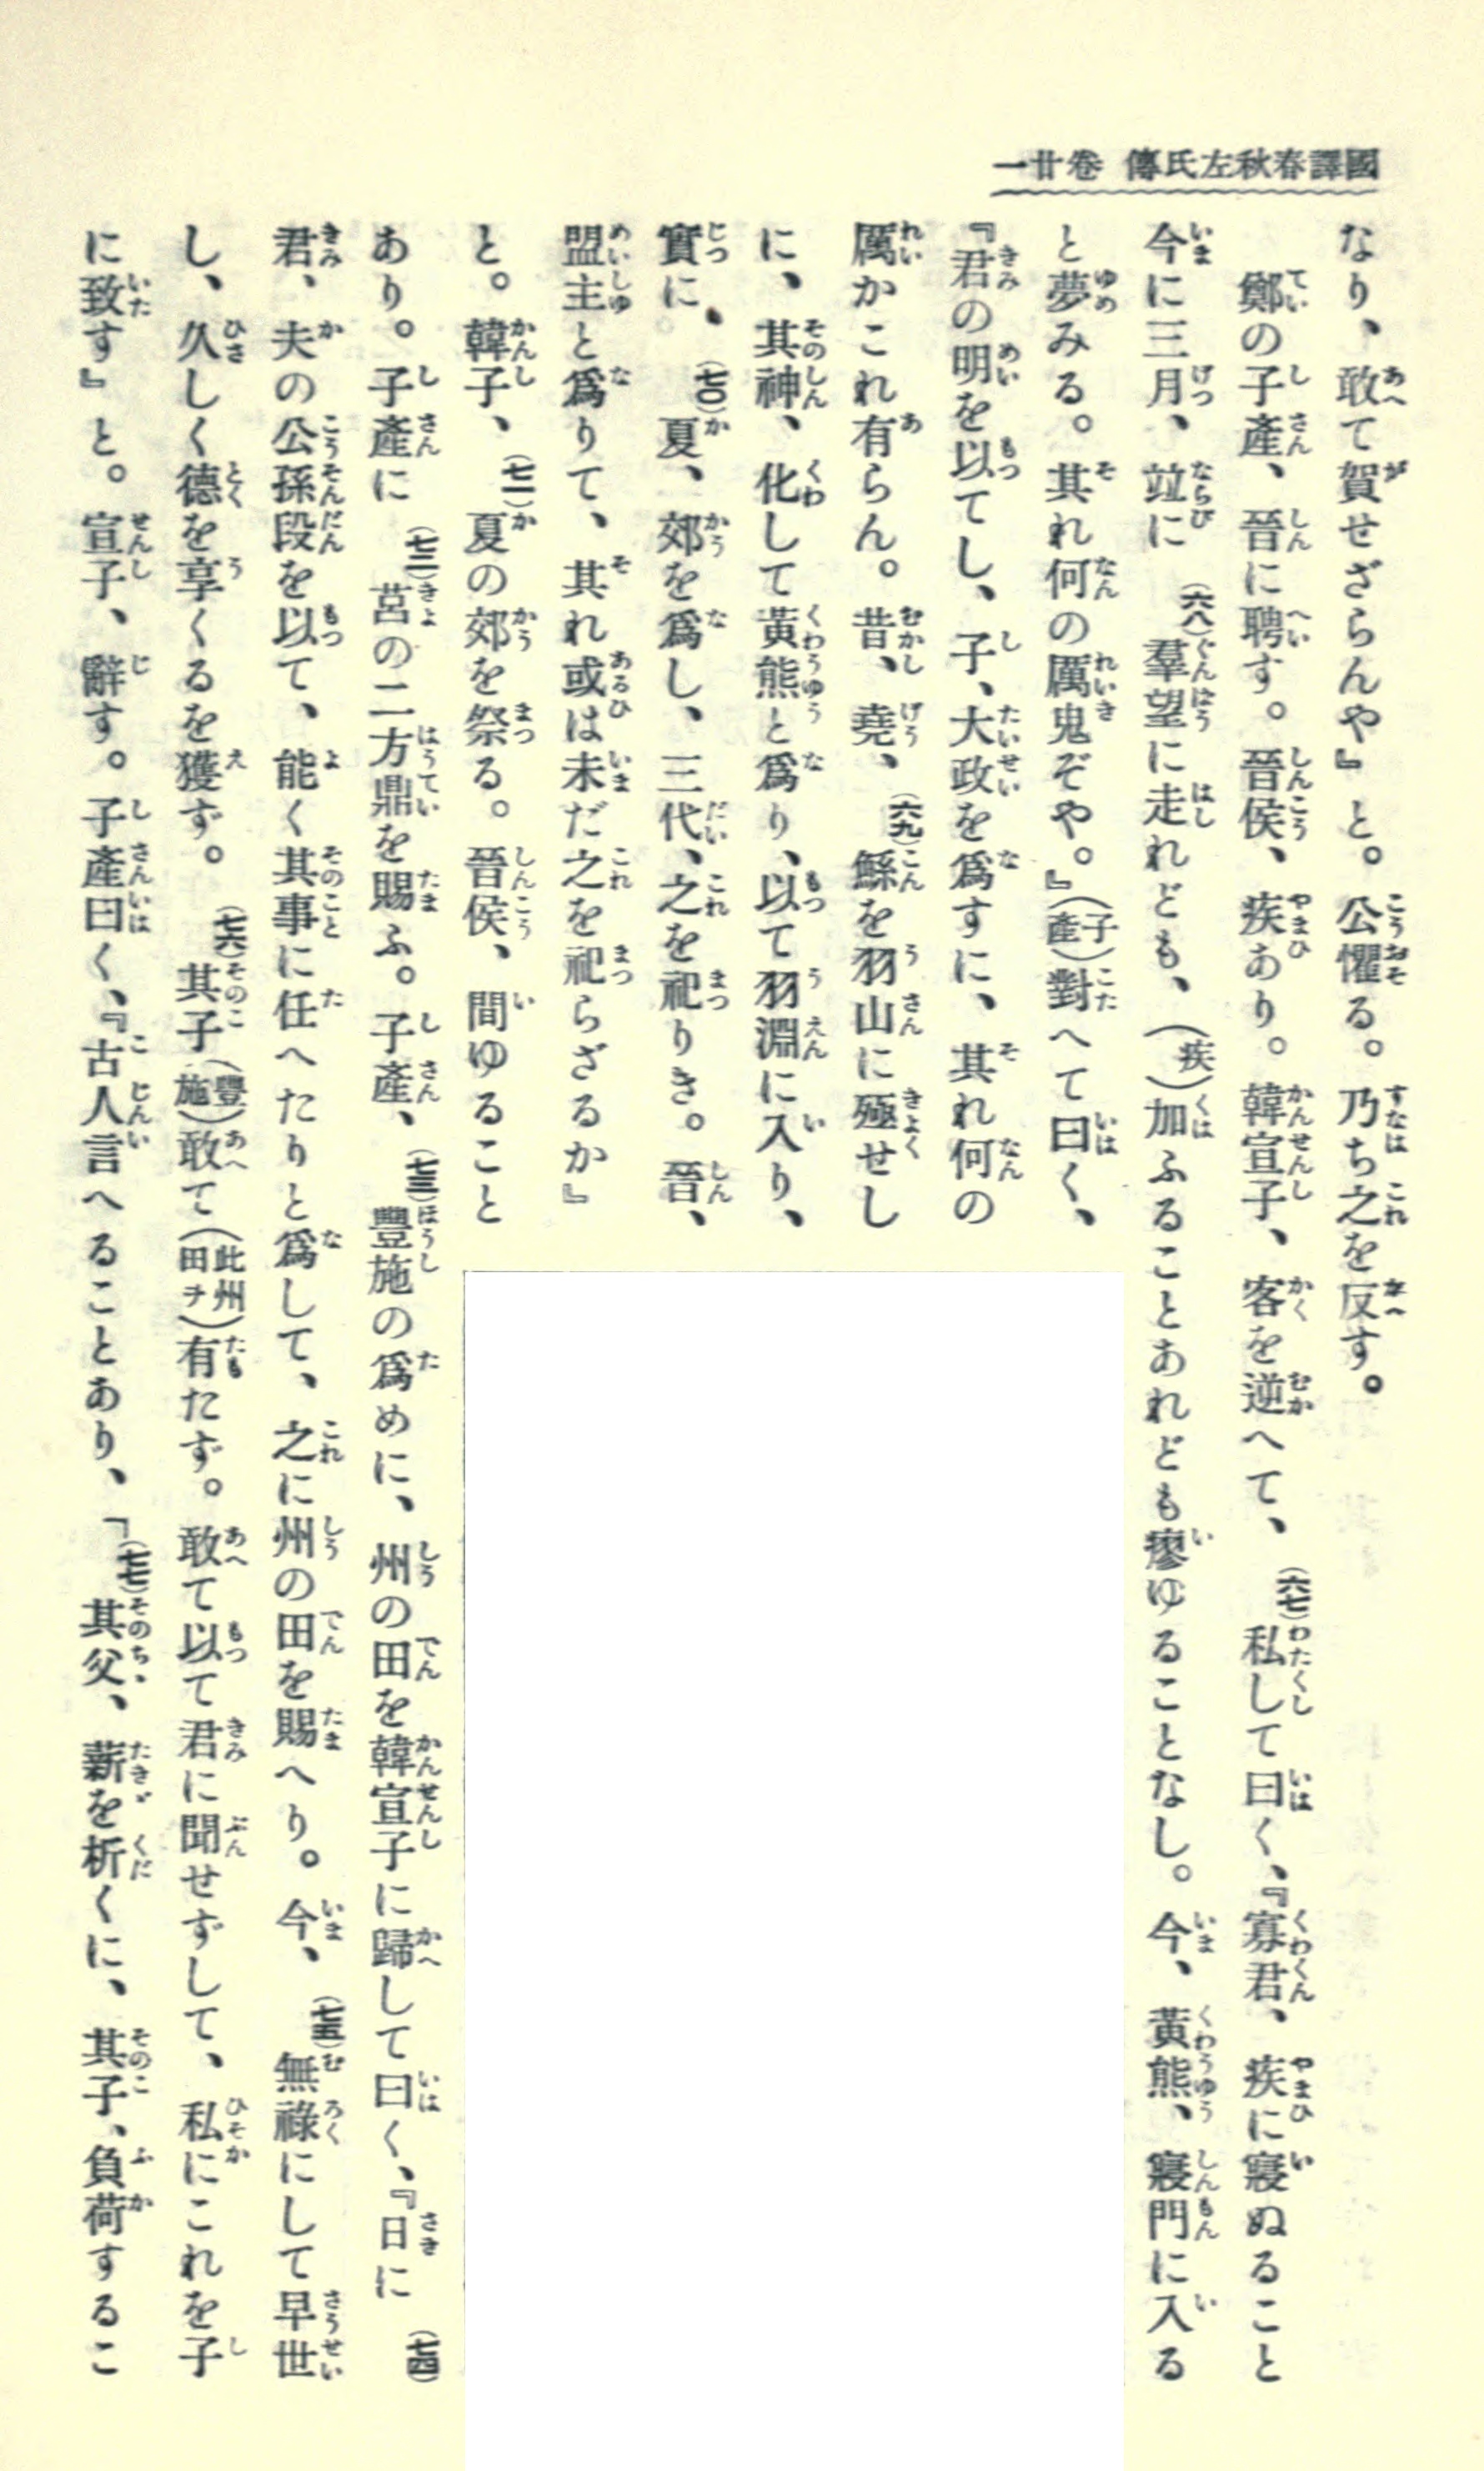 國譯春秋左氏傳 卷廿一
なり、敢て賀せざらんや』と。公懼る。乃ち之を反す。
鄭の子產、晉に聘す。晉侯、疾あり。韓宣子、客を逆へて、(六七)私して曰く、『寡君、疾に寢ぬること
今に三月、竝に(六八)羣望に走れども、(疾)加ふることあれども瘳ゆることなし。今、黃熊、寢門に入る
と夢みる。其れ何の厲鬼ぞや。』(子產)對へて曰く、
『君の明を以てし、子、大政を爲すに、其れ何の
厲かこれ有らん。昔、堯、(六九)鯀を羽山に殛せし
に、其神、化して黃熊と爲り、以て羽淵に入り、
實に、(七〇)夏、郊を爲し、三代、之を祀りき。晉、
盟主と爲りて、其れ或は未だ之を祀らざるか』
と。韓子、(七一)夏の郊を祭る。晉侯、間ゆること
あり。子產に(七二)莒の二方鼎を賜ふ。子產、(七三)豐施の爲めに、州の田を韓宣子に歸して曰く、『日に(七四)
君、夫の公孫段を以て、能く其事に任へたりと爲して、之に州の田を賜へり。今、(七五)無祿にして早世
し、久しく德を享くるを獲ず。(七六)其子(豐施)敢て(此州田ヲ)有たず。敢て以て君に聞せずして、私にこれを子
に致す』と。宣子、辭す。子產曰く、『古人言へることあり、「(七七)其父、薪を析くに、其子、負荷するこ